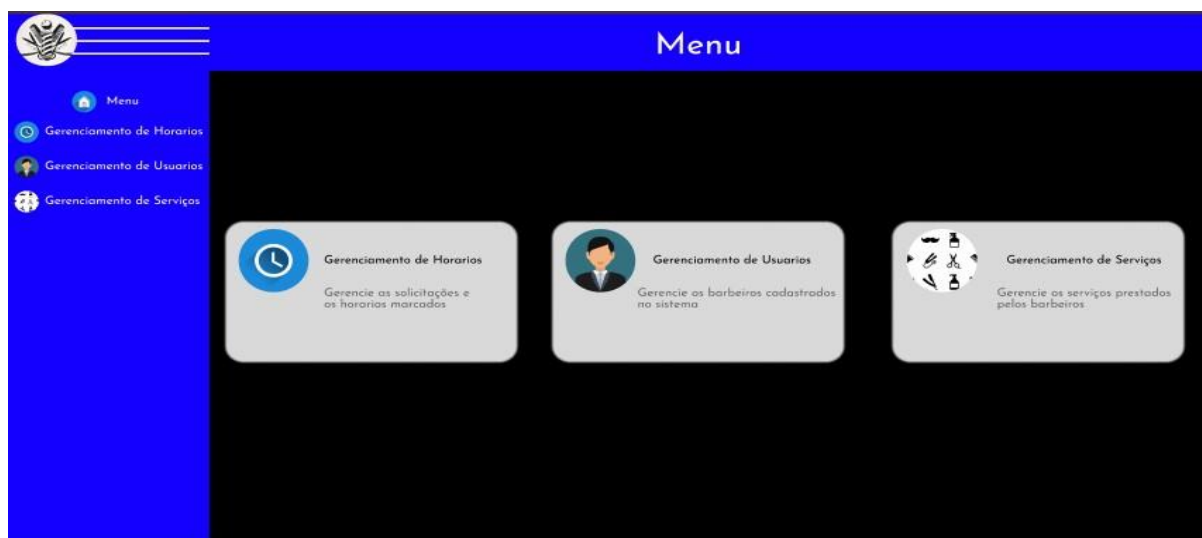 Menu
Menu
Gerenciamento de Horarios
Gerenciamento de Usuarios
Gerenciamento de Serviços
Gerenciamento de Horarios
Gerencie as solicitações e
os horarios marcados
Gerenciamento de Usuarios
Gerencie os barbeiros cadastrados
no sistema
Gerenciamento de Serviços
Gerencie os serviços prestados
pelos barbeiros